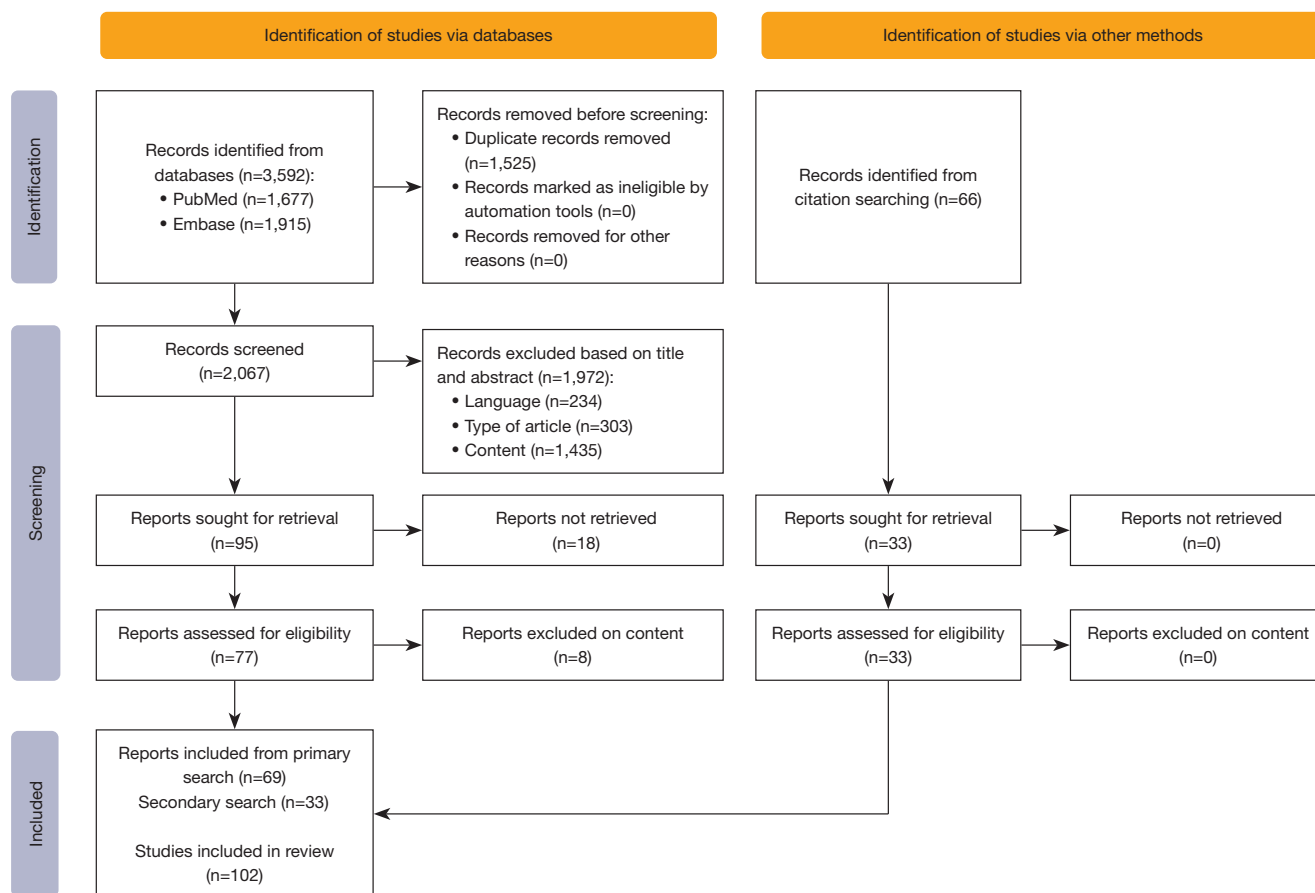 Identification of studies via databases
Identification of studies via other methods
Identification
Records identified from
databases (n=3,592):
• PubMed (n=1,677)
• Embase (n=1,915)
Records removed before screening:
• Duplicate records removed
(n=1,525)
• Records marked as ineligible by
automation tools (n=0)
• Records removed for other
reasons (n=0)
Records identified from
citation searching (n=66)
Screening
Records screened
(n=2,067)
Records excluded based on title
and abstract (n=1,972):
• Language (n=234)
• Type of article (n=303)
• Content (n=1,435)
Reports sought for retrieval
(n=95)
Reports not retrieved
(n=18)
Reports sought for retrieval
(n=33)
Reports not retrieved
(n=0)
Reports assessed for eligibility
(n=77)
Reports excluded on content
(n=8)
Reports assessed for eligibility
(n=33)
Reports excluded on content
(n=0)
Included
Reports included from primary
search (n=69)
Secondary search (n=33)
Studies included in review
(n=102)